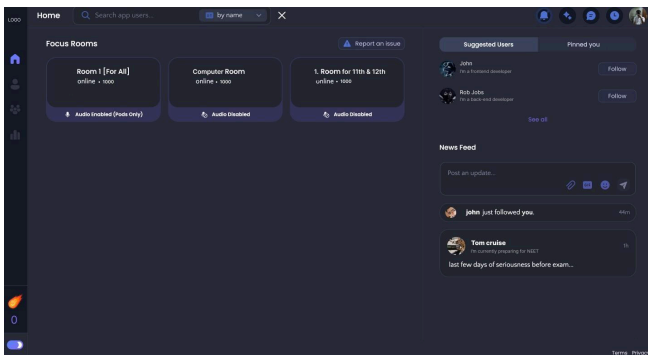 LOGO
Home
Search app users...
by name
Focus Rooms
Report an issue
Room 1 [For All]
online • 1000
Audio Enabled (Pods Only)
Computer Room
online • 1000
Audio Disabled
1. Room for 11th & 12th
online • 1000
Audio Disabled
0
Suggested Users
Pinned you
John
I'm a frontend developer
Follow
Rob Jobs
I'm a back-end developer
Follow
See all
News Feed
Post an update...
john just followed you.
44m
Tom cruise
I'm currently preparing for NEET
1h
last few days of seriousness before exam...
Terms Privacy